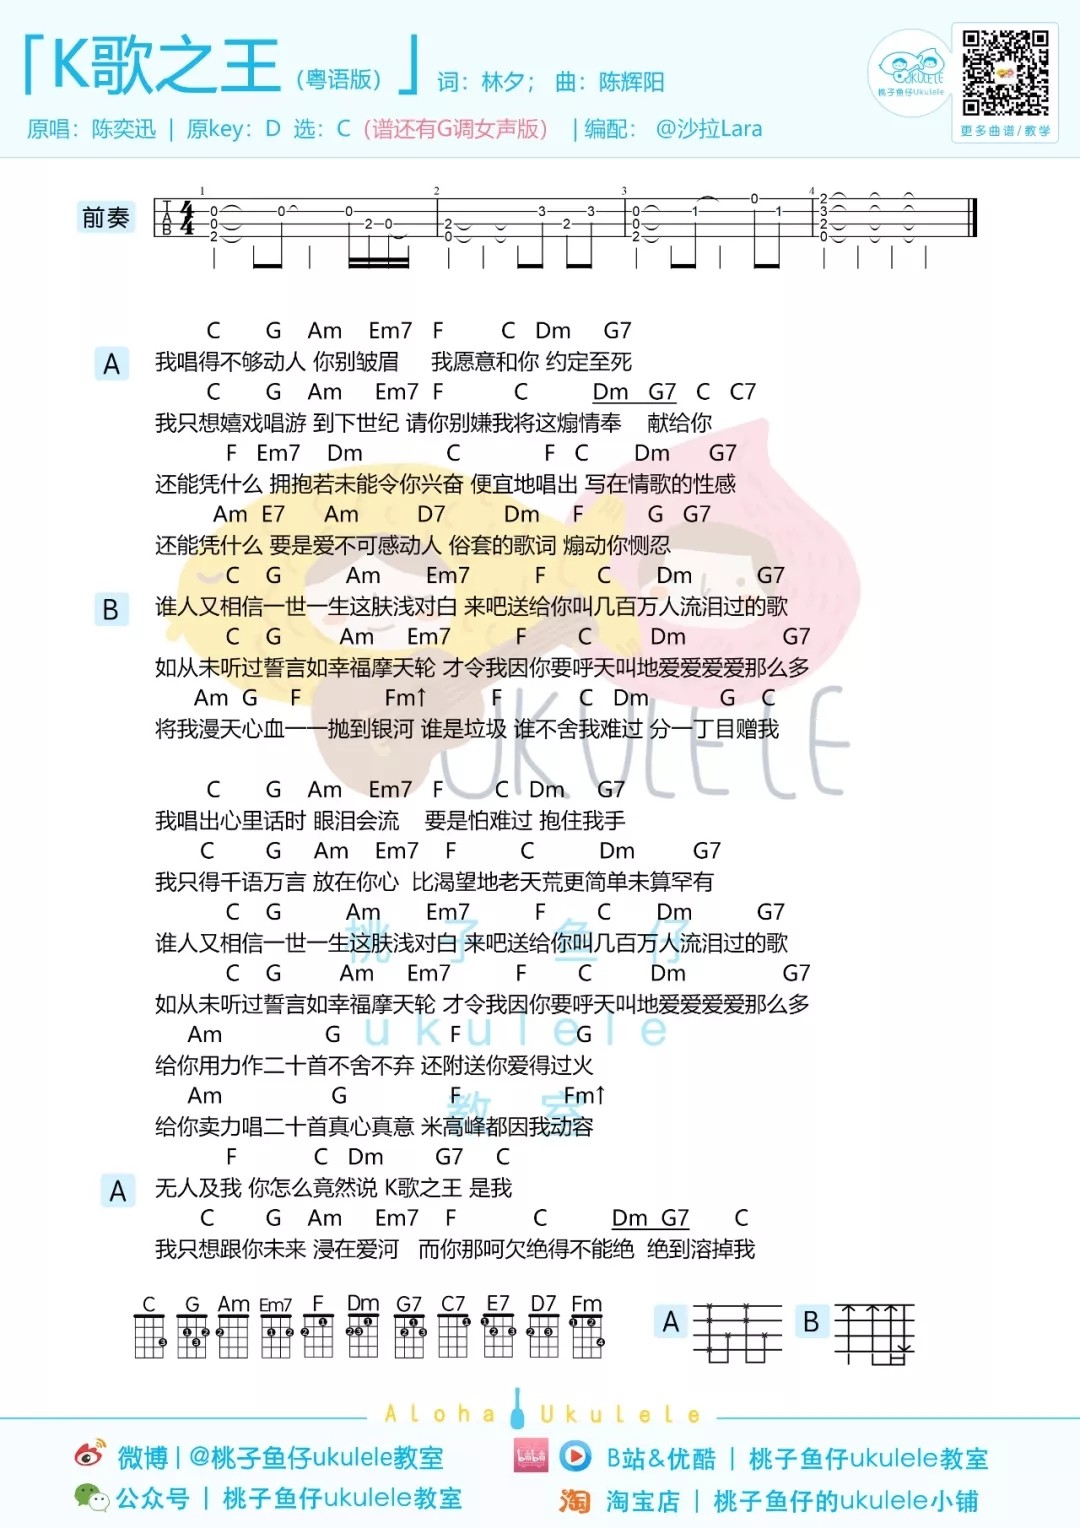 「K歌之王（粤语版）」 词：林夕； 曲：陈辉阳
原唱：陈奕迅 | 原key：D 选：C (谱还有G调女声版) |编配： @沙拉Lara
桃子鱼仔Ukulele
更多曲谱/教学
前奏
C G Am Em7 F C Dm G7
A 我唱得不够动人 你别皱眉 我愿意和你 约定至死
C G Am Em7 F C Dm G7 C C7
我只想嬉戏唱游 到下世纪 请你别嫌我将这煽情奉 献给你
F Em7 Dm C F C Dm G7
还能凭什么 拥抱若未能令你兴奋 便宜地唱出 写在情歌的性感
Am E7 Am D7 Dm F G G7
还能凭什么 要是爱不可感动人 俗套的歌词 煽动你恻忍
C G Am Em7 F C Dm G7
B 谁人又相信一世一生这肤浅对白 来吧送给你叫几百万人流泪过的歌
C G Am Em7 F C Dm G7
如从未听过誓言如幸福摩天轮 才令我因你要呼天叫地爱爱爱爱那么多
Am G F Fm↑ F C Dm G C
将我漫天心血一一抛到银河 谁是垃圾 谁不舍我难过 分一丁目赠我
UKULELE
C G Am Em7 F C Dm G7
我唱出心里话时 眼泪会流 要是怕难过 抱住我手
C G Am Em7 F C Dm G7
我只得千语万言 放在你心 比渴望地老天荒更简单未算罕有
C G Am Em7 F C Dm G7
谁人又相信一世一生这肤浅对白 来吧送给你叫几百万人流泪过的歌
桃子鱼仔
C G Am Em7 F C Dm G7
如从未听过誓言如幸福摩天轮 才令我因你要呼天叫地爱爱爱爱那么多
ukulele
Am G F G
给你用力作二十首不舍不弃 还附送你爱得过火
Am G F Fm↑
教室
给你卖力唱二十首真心真意 米高峰都因我动容
F C Dm G7 C
A 无人及我 你怎么竟然说 K歌之王 是我
C G Am Em7 F C Dm G7 C
我只想跟你未来 浸在爱河 而你那呵欠绝得不能绝 绝到溶掉我
C G Am Em7 F Dm G7 C7 E7 D7 Fm
A B
Aloha Ukulele
微博 | @桃子鱼仔ukulele教室
B站&优酷 | 桃子鱼仔ukulele教室
公众号 | 桃子鱼仔ukulele教室
淘 淘宝店 | 桃子鱼仔的ukulele小铺